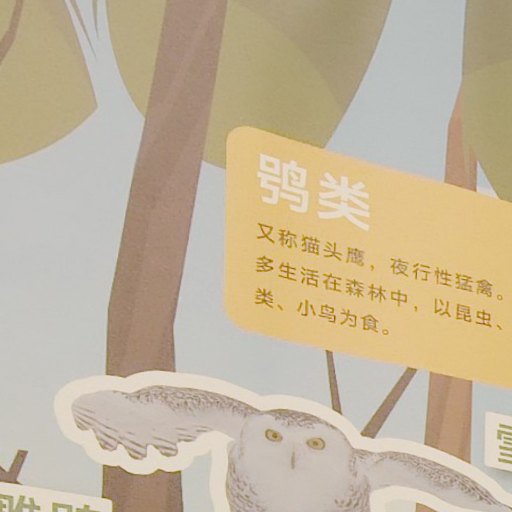 鸮类
又称猫头鹰，夜行性猛禽。
多生活在森林中，以昆虫、
类、小鸟为食。